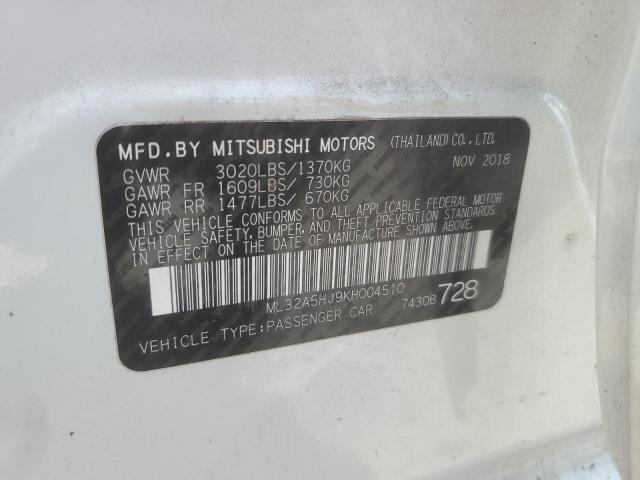 MFD.BY MITSUBISHI MOTORS (THAILAND) CO., LTD.
GVWR 3020LBS/1370KG NOV 2018
GAWR FR 1609LBS/ 730KG
GAWR RR 1477LBS/ 670KG
THIS VEHICLE CONFORMS TO ALL APPLICABLE FEDERAL MOTOR
VEHICLE SAFETY, BUMPER, AND THEFT PREVENTION STANDARDS
IN EFFECT ON THE DATE OF MANUFACTURE SHOWN ABOVE.
ML32A5HJ9KH004510
VEHICLE TYPE:PASSENGER CAR 7430B 728